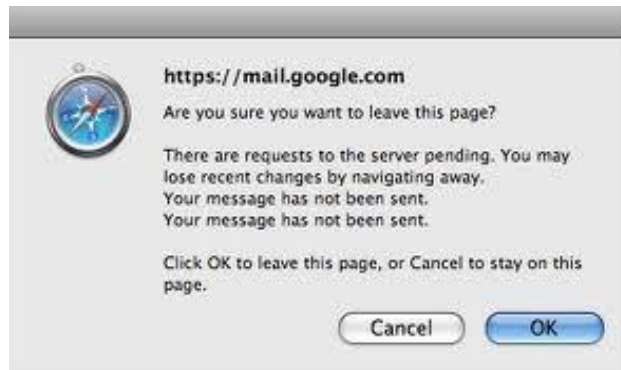 https://mail.google.com
Are you sure you want to leave this page?
There are requests to the server pending. You may
lose recent changes by navigating away.
Your message has not been sent.
Your message has not been sent.
Click OK to leave this page, or Cancel to stay on this
page.
Cancel
OK